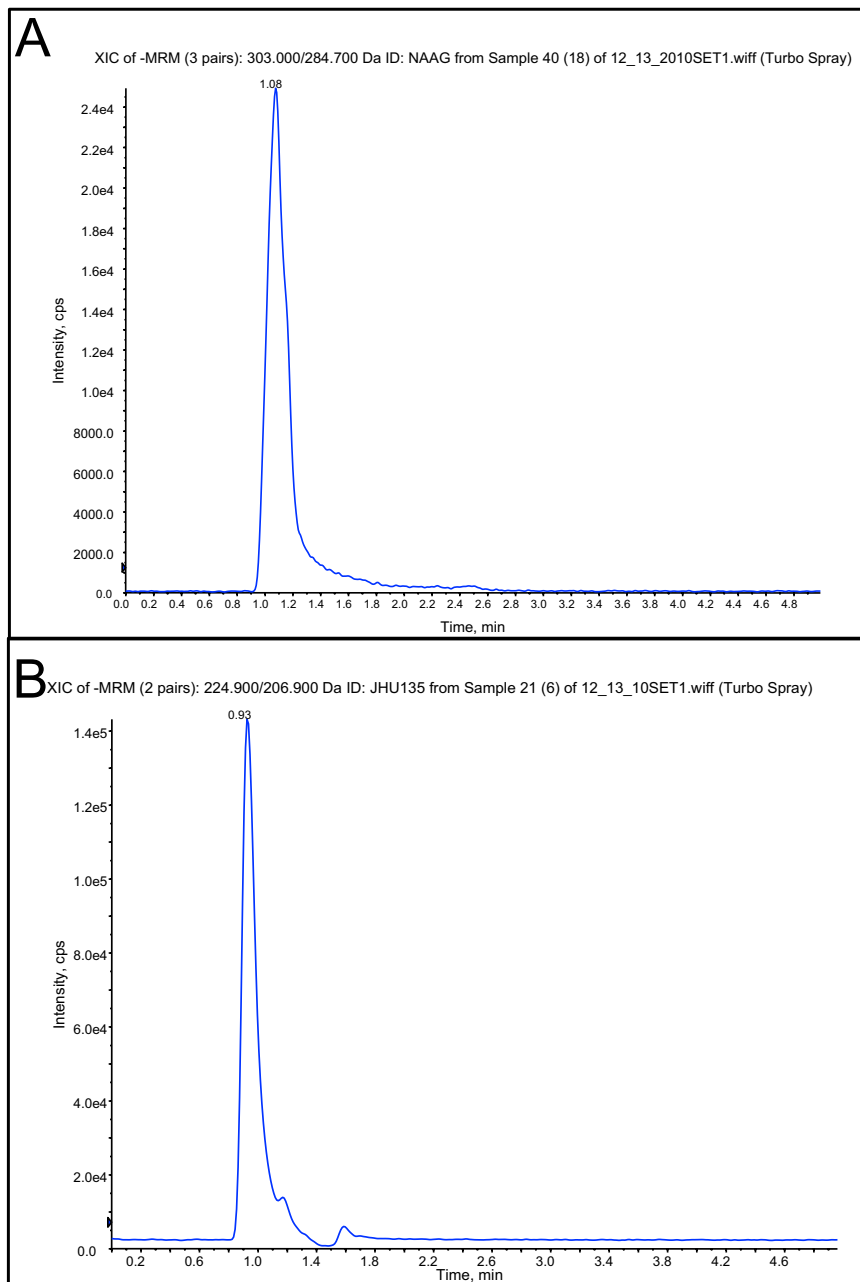 A
XIC of -MRM (3 pairs): 303.000/284.700 Da ID: NAAG from Sample 40 (18) of 12_13_2010SET1.wiff (Turbo Spray)
1.08
2.4e4
2.2e4
2.0e4
1.8e4
1.6e4
1.4e4
1.2e4
1.0e4
8000.0
6000.0
4000.0
2000.0
0.0
Intensity, cps
0.0 0.2 0.4 0.6 0.8 1.0 1.2 1.4 1.6 1.8 2.0 2.2 2.4 2.6 2.8 3.0 3.2 3.4 3.6 3.8 4.0 4.2 4.4 4.6 4.8
Time, min
B
XIC of -MRM (2 pairs): 224.900/206.900 Da ID: JHU135 from Sample 21 (6) of 12_13_10SET1.wiff (Turbo Spray)
0.93
1.4e5
1.2e5
1.0e5
8.0e4
6.0e4
4.0e4
2.0e4
0.0
Intensity, cps
0.2 0.6 1.0 1.4 1.8 2.2 2.6 3.0 3.4 3.8 4.2 4.6
Time, min